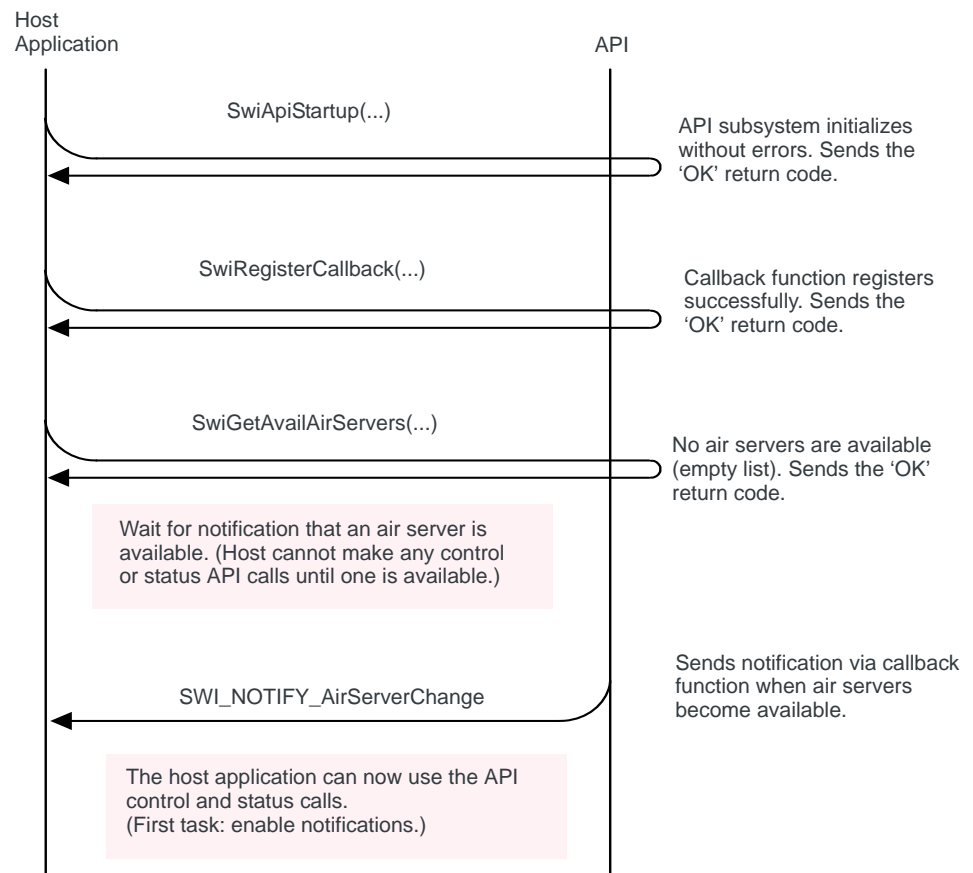 Host
Application
API
SwiApiStartup(...)
API subsystem initializes
without errors. Sends the
‘OK’ return code.
SwiRegisterCallback(...)
Callback function registers
successfully. Sends the
‘OK’ return code.
SwiGetAvailAirServers(...)
No air servers are available
(empty list). Sends the ‘OK’
return code.
Wait for notification that an air server is
available. (Host cannot make any control
or status API calls until one is available.)
Sends notification via callback
function when air servers
become available.
SWI_NOTIFY_AirServerChange
The host application can now use the API
control and status calls.
(First task: enable notifications.)